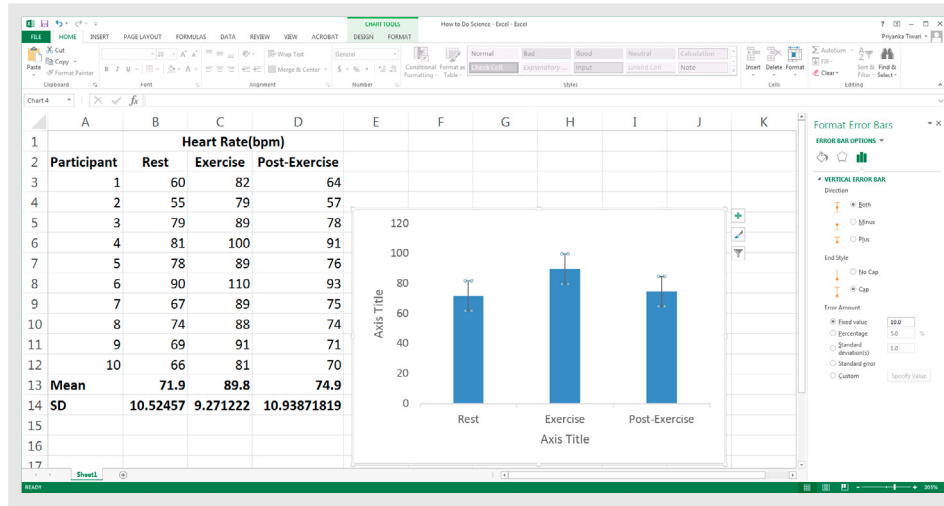 CHART TOOLS How to Do Science - Excel - Excel
FILE HOME INSERT PAGE LAYOUT FORMULAS DATA REVIEW VIEW ACROBAT DESIGN FORMAT Priyanka Tiwari
Paste Cut Copy Format Painter
20 Wrap Text General
B I U Merge & Center
Conditional Formatting Format as Table
Normal Bad Good Neutral Calculation
Check Cell Explanatory... Input Linked Cell Note
Insert Delete Format
AutoSum Fill Clear Sort & Filter Find & Select
Clipboard Font Alignment Number Styles Cells Editing
Chart 4 fx
A B C D E F G H I J K
1 Heart Rate(bpm)
2 Participant Rest Exercise Post-Exercise
3 1 60 82 64
4 2 55 79 57
5 3 79 89 78
6 4 81 100 91
7 5 78 89 76
8 6 90 110 93
9 7 67 89 75
10 8 74 88 74
11 9 69 91 71
12 10 66 81 70
13 Mean 71.9 89.8 74.9
14 SD 10.52457 9.271222 10.93871819
15
16
17
120
100
80
60
40
20
0
Axis Title
Rest Exercise Post-Exercise
Axis Title
Format Error Bars
ERROR BAR OPTIONS
VERTICAL ERROR BAR
Direction
Both
Minus
Plus
End Style
No Cap
Cap
Error Amount
Fixed value 10.0
Percentage 5.0 %
Standard deviation(s) 1.0
Standard error
Custom Specify Value
Sheet1
READY 205%